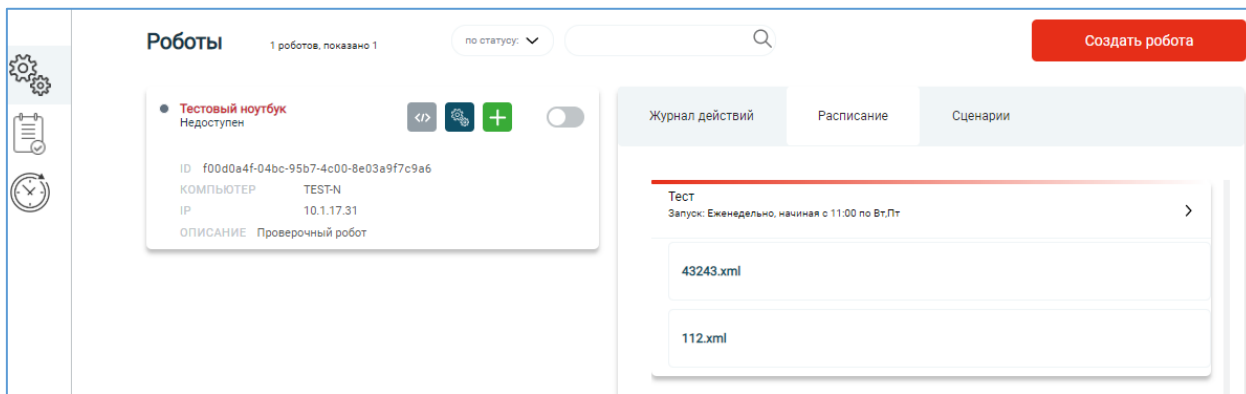 Роботы
1 роботов, показано 1
по статусу:
Создать робота
Тестовый ноутбук
Недоступен
</>
ID f00d0a4f-04bc-95b7-4c00-8e03a9f7c9a6
КОМПЬЮТЕР TEST-N
IP 10.1.17.31
ОПИСАНИЕ Проверочный робот
Журнал действий Расписание Сценарии
Тест
Запуск: Еженедельно, начиная с 11:00 по Вт,Пт
43243.xml
112.xml